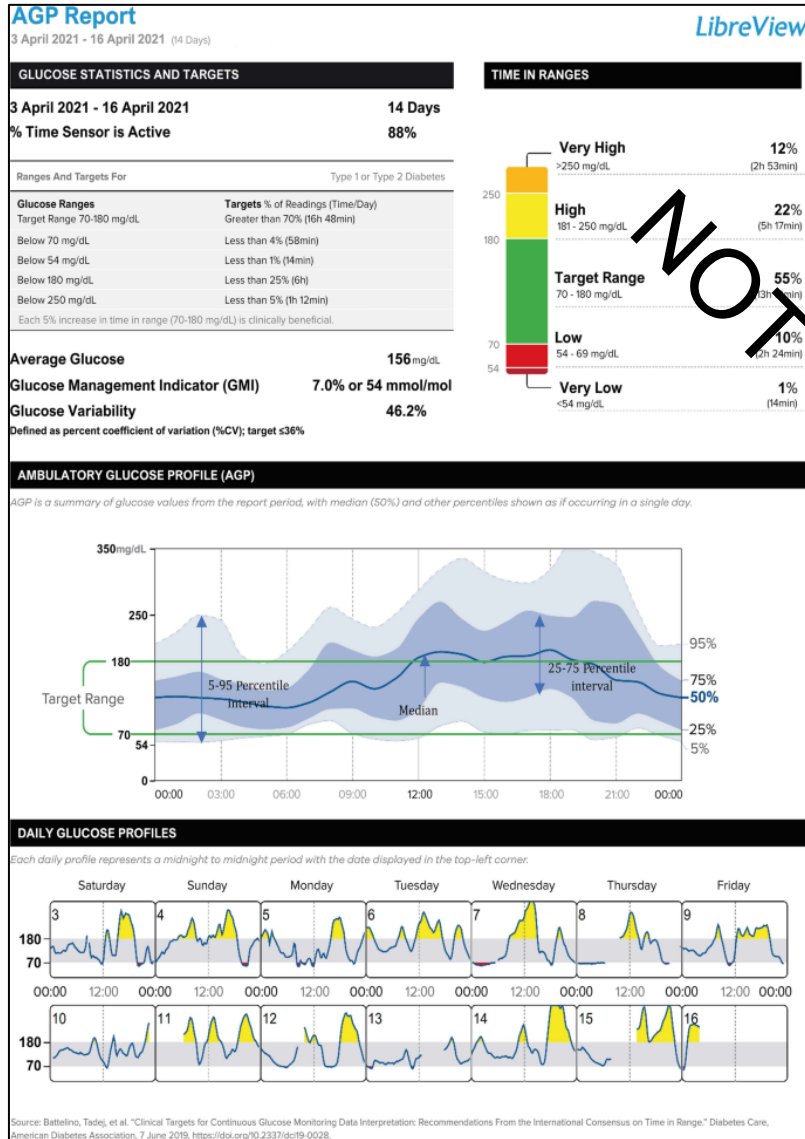 AGP Report
LibreView
3 April 2021 - 16 April 2021 (14 Days)
GLUCOSE STATISTICS AND TARGETS
3 April 2021 - 16 April 2021 14 Days
% Time Sensor is Active 88%
Ranges And Targets For Type 1 or Type 2 Diabetes
Glucose Ranges Targets % of Readings (Time/Day)
Target Range 70-180 mg/dL Greater than 70% (16h 48min)
Below 70 mg/dL Less than 4% (58min)
Below 54 mg/dL Less than 1% (14min)
Below 180 mg/dL Less than 25% (6h)
Below 250 mg/dL Less than 5% (1h 12min)
Each 5% increase in time in range (70-180 mg/dL) is clinically beneficial.
Average Glucose 156 mg/dL
Glucose Management Indicator (GMI) 7.0% or 54 mmol/mol
Glucose Variability 46.2%
Defined as percent coefficient of variation (%CV); target ≤36%
TIME IN RANGES
Very High 12%
>250 mg/dL (2h 53min)
250
High 22%
181 - 250 mg/dL (5h 17min)
180
NOT
Target Range 55%
70 - 180 mg/dL
70
Low 10%
54 - 69 mg/dL (2h 24min)
54
Very Low 1%
<54 mg/dL (14min)
AMBULATORY GLUCOSE PROFILE (AGP)
AGP is a summary of glucose values from the report period, with median (50%) and other percentiles shown as if occurring in a single day.
350 mg/dL
250
95%
180
75%
5-95 Percentile
Interval
25-75 Percentile
interval
Target Range
50%
Median
25%
70
5%
54
0
00:00 03:00 06:00 09:00 12:00 15:00 18:00 21:00 00:00
DAILY GLUCOSE PROFILES
Each daily profile represents a midnight to midnight period with the date displayed in the top-left corner.
Saturday Sunday Monday Tuesday Wednesday Thursday Friday
3 4 5 6 7 8 9
180
70
00:00 12:00 00:00 12:00 00:00 12:00 00:00 12:00 00:00 12:00 00:00 12:00 00:00 12:00 00:00
10 11 12 13 14 15 16
180
70
Source: Battelino, Tadej, et al. "Clinical Targets for Continuous Glucose Monitoring Data Interpretation: Recommendations From the International Consensus on Time in Range." Diabetes Care,
American Diabetes Association, 7 June 2019, https://doi.org/10.2337/dci19-0028.